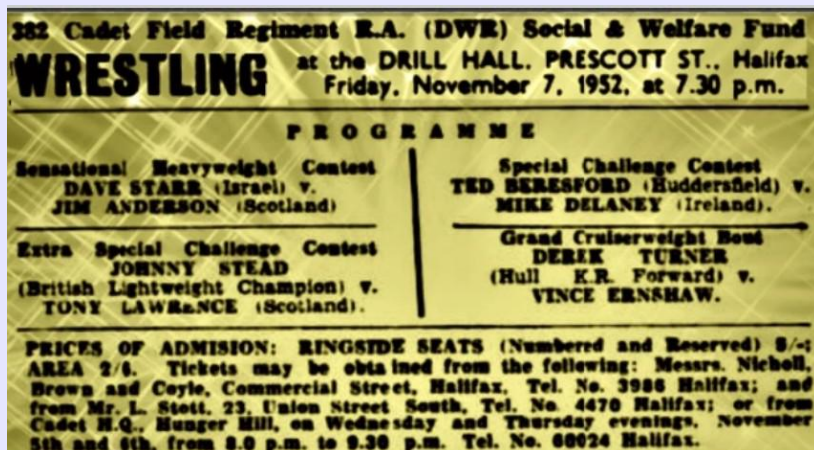 382 Cadet Field Regiment R.A. (DWR) Social & Welfare Fund
WRESTLING
at the DRILL HALL. PRESCOTT ST., Halifax
Friday, November 7, 1952, at 7.30 p.m.
PROGRAMME
Sensational Heavyweight Contest
DAVE STARR (Israel) v.
JIM ANDERSON (Scotland)
Extra Special Challenge Contest
JOHNNY STEAD
(British Lightweight Champion) v.
TONY LAWRENCE (Scotland).
Special Challenge Contest
TED BERESFORD (Huddersfield) v.
MIKE DELANEY (Ireland).
Grand Cruiserweight Bout
DEREK TURNER
(Hull K.R. Forward) v.
VINCE ERNSHAW.
PRICES OF ADMISION: RINGSIDE SEATS (Numbered and Reserved) 5/-;
AREA 2/6. Tickets may be obtained from the following: Messrs. Nicholl,
Brown and Coyle, Commercial Street, Halifax, Tel. No. 3986 Halifax; and
from Mr. L. Stott, 23, Union Street South, Tel. No. 4470 Halifax; or from
Cadet H.Q., Hunger Hill, on Wednesday and Thursday evenings, November
5th and 6th, from 8.0 p.m. to 9.30 p.m. Tel. No. 60024 Halifax.